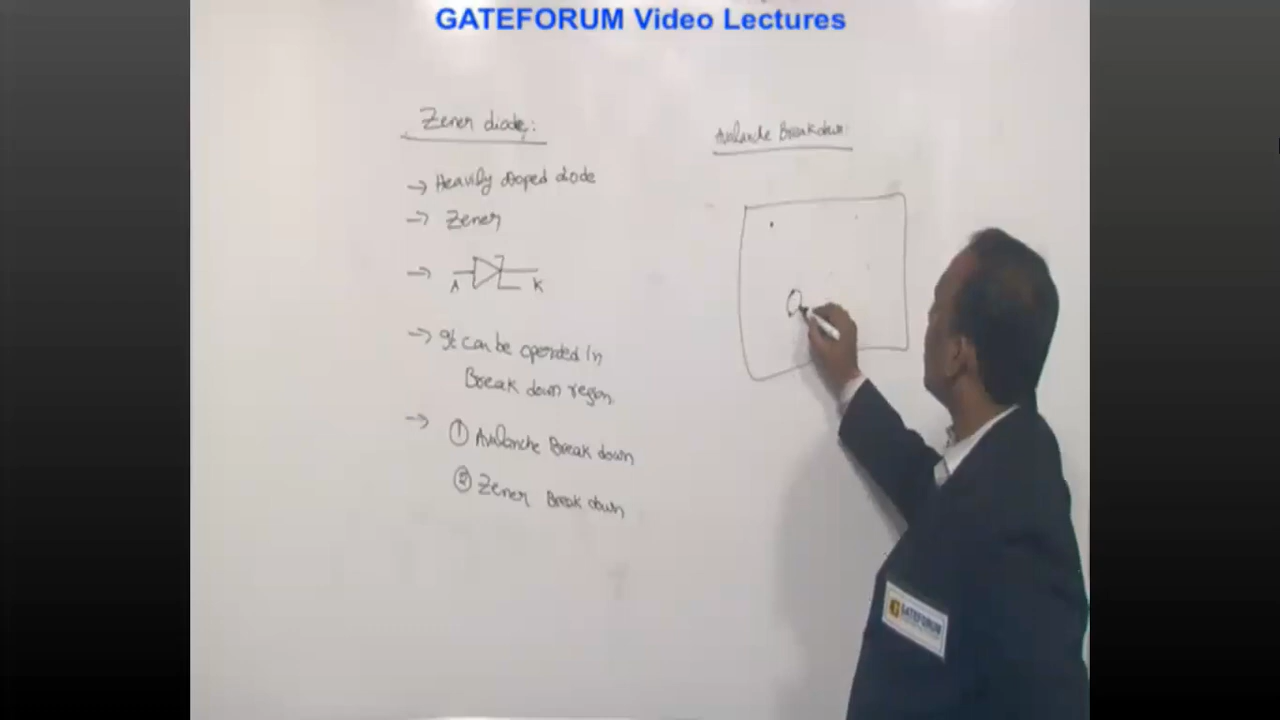 GATEFORUM Video Lectures
Zener diode:
→ Heavily Doped diode
→ Zener
→
A K
→ It can be operated in
Break down region.
→
① Avalanche Break down
② Zener Break down
Avalanche Breakdown:
GATEFORUM